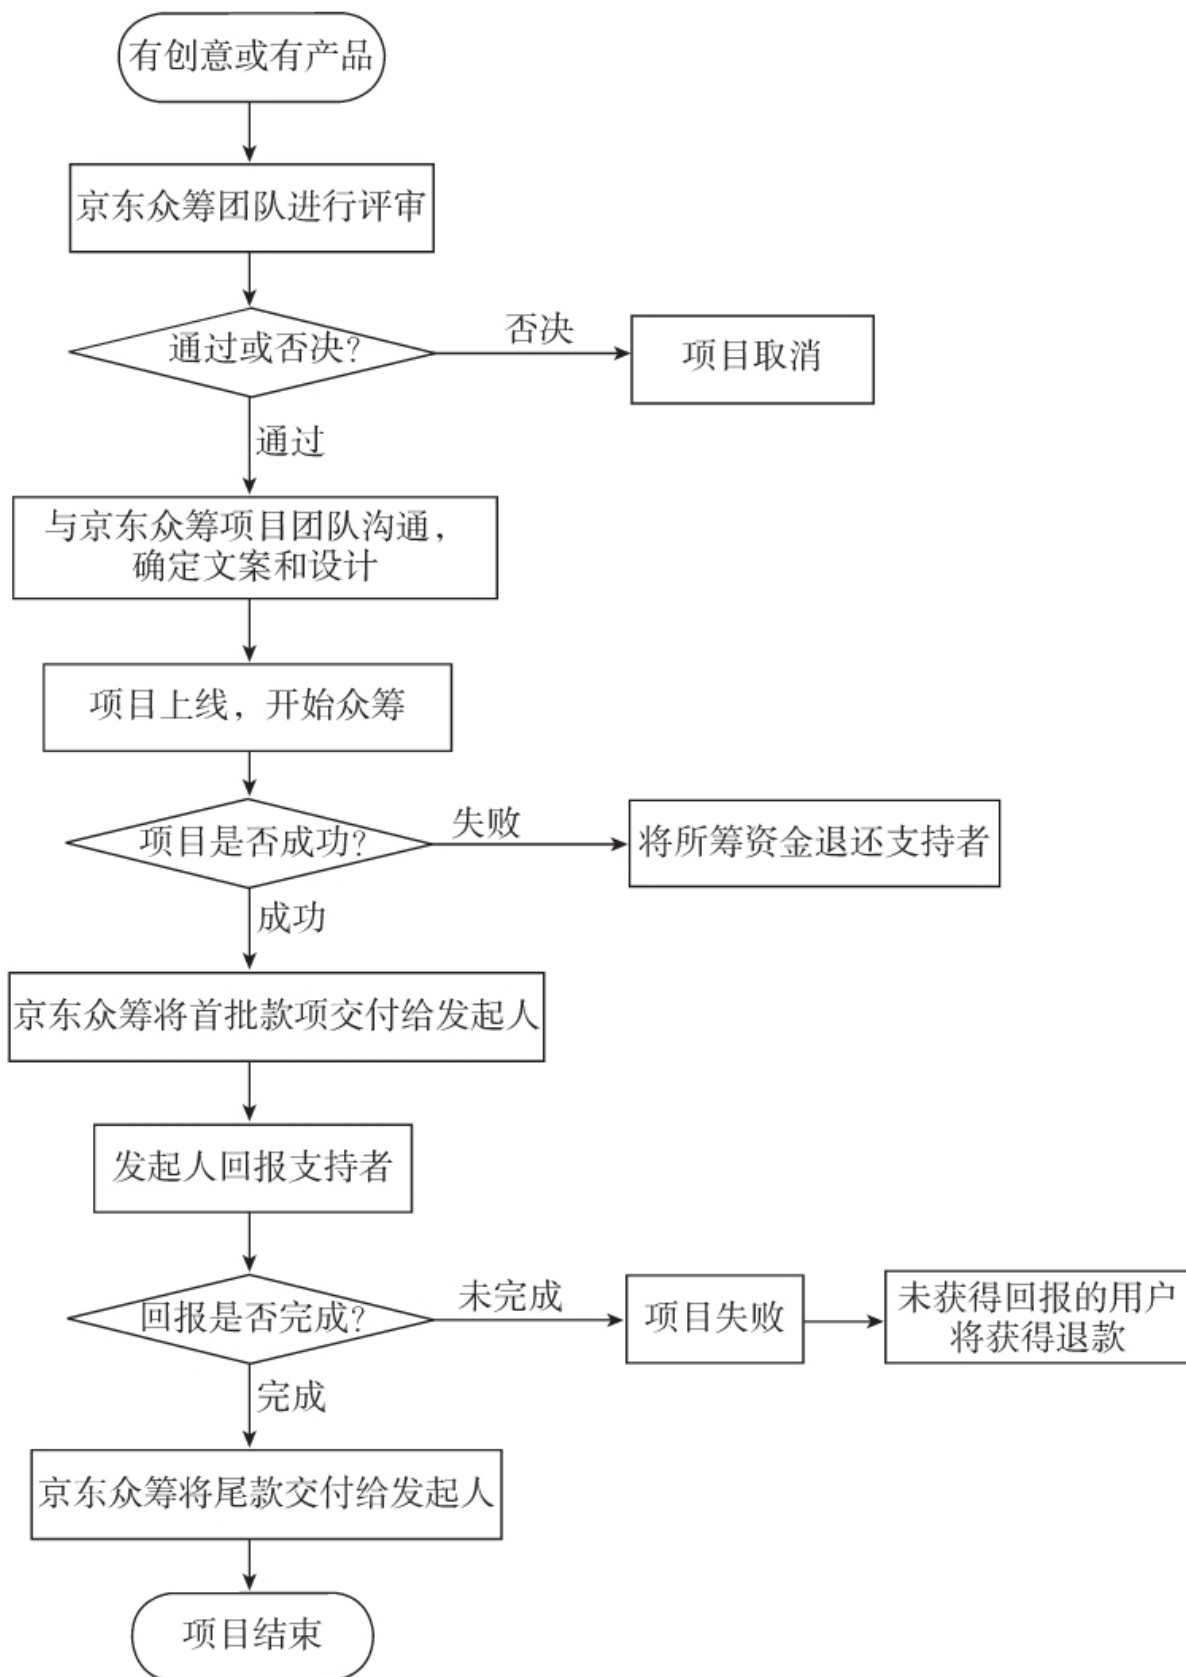 有创意或有产品
京东众筹团队进行评审
通过或否决？
否决
项目取消
通过
与京东众筹项目团队沟通，
确定文案和设计
项目上线，开始众筹
项目是否成功？
失败
将所筹资金退还支持者
成功
京东众筹将首批款项交付给发起人
发起人回报支持者
回报是否完成？
未完成
项目失败
未获得回报的用户
将获得退款
完成
京东众筹将尾款交付给发起人
项目结束